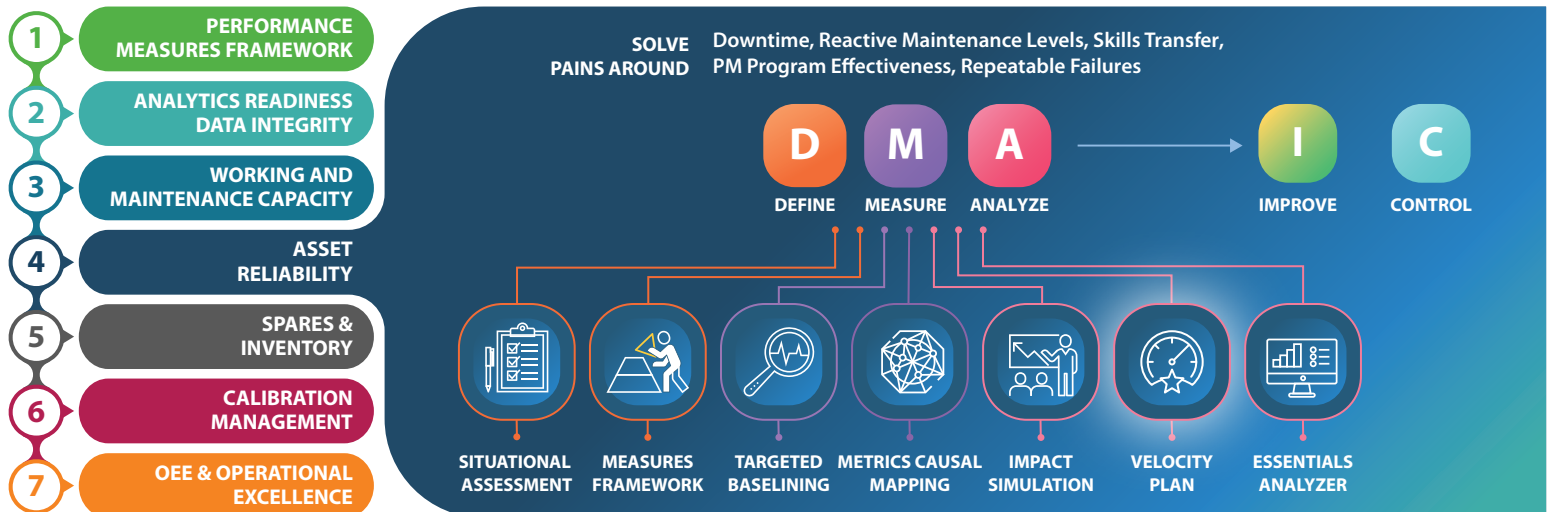 1
PERFORMANCE
MEASURES FRAMEWORK
2
ANALYTICS READINESS
DATA INTEGRITY
3
WORKING AND
MAINTENANCE CAPACITY
4
ASSET
RELIABILITY
5
SPARES &
INVENTORY
6
CALIBRATION
MANAGEMENT
7
OEE & OPERATIONAL
EXCELLENCE
SOLVE
PAINS AROUND
Downtime, Reactive Maintenance Levels, Skills Transfer,
PM Program Effectiveness, Repeatable Failures
D
DEFINE
M
MEASURE
A
ANALYZE
I
IMPROVE
C
CONTROL
SITUATIONAL
ASSESSMENT
MEASURES
FRAMEWORK
TARGETED
BASELINING
METRICS CAUSAL
MAPPING
IMPACT
SIMULATION
VELOCITY
PLAN
ESSENTIALS
ANALYZER